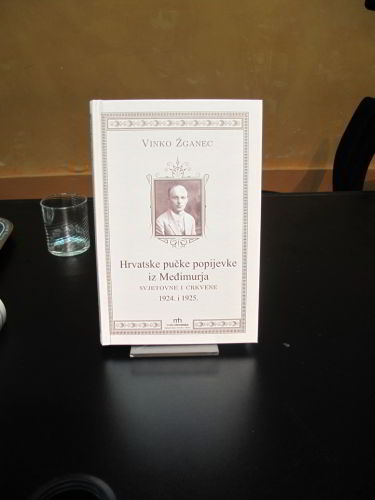 VINKO ŽGANEC
Hrvatske pučke popijevke
iz Međimurja
SVJETOVNE I CRKVENE
1924. i 1925.